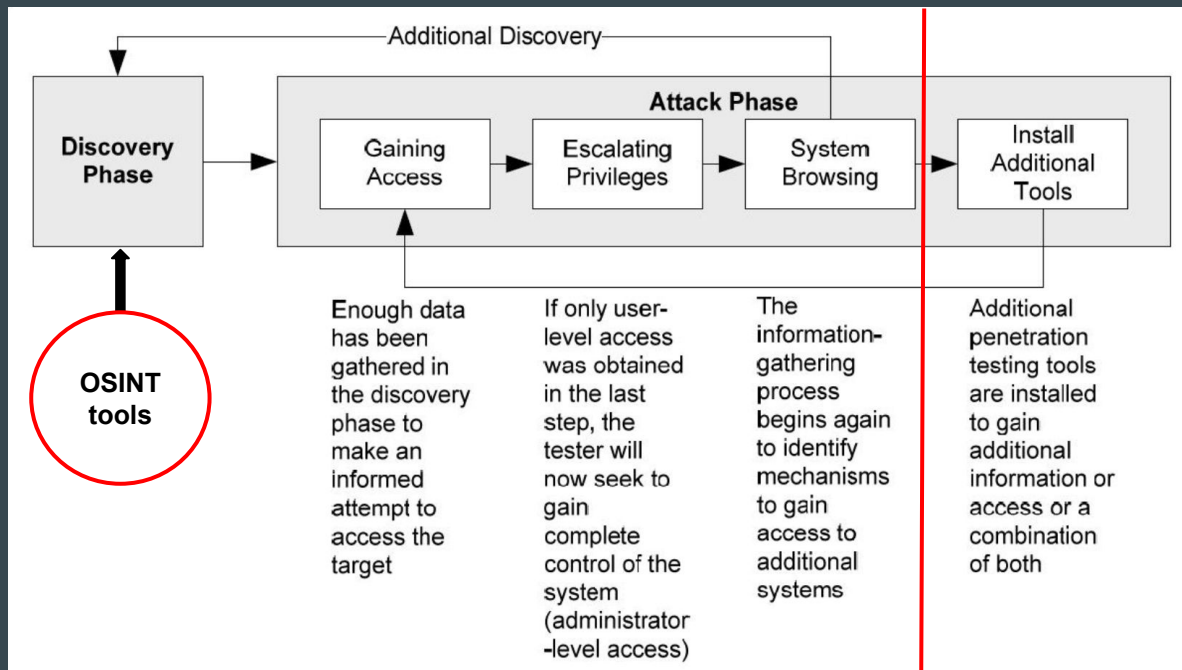 Additional Discovery
Attack Phase
Discovery
Phase
Gaining
Access
Escalating
Privileges
System
Browsing
Install
Additional
Tools
OSINT
tools
Enough data
has been
gathered in
the discovery
phase to
make an
informed
attempt to
access the
target
If only user-
level access
was obtained
in the last
step, the
tester will
now seek to
gain
complete
control of the
system
(administrator
-level access)
The
information-
gathering
process
begins again
to identify
mechanisms
to gain
access to
additional
systems
Additional
penetration
testing tools
are installed
to gain
additional
information or
access or a
combination
of both